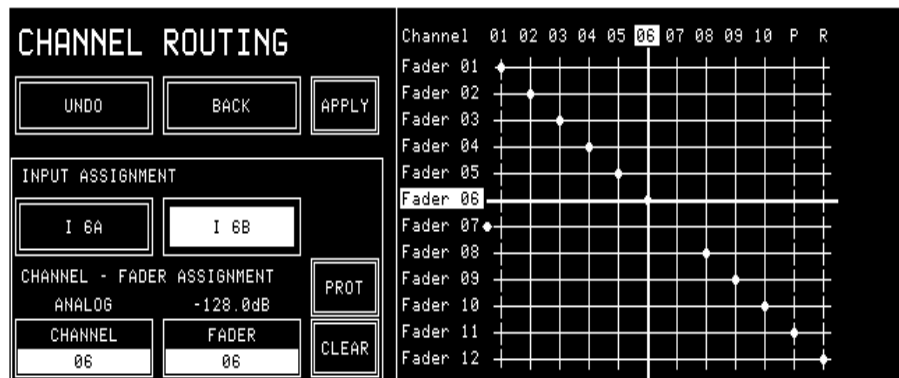 CHANNEL ROUTING
UNDO BACK APPLY
INPUT ASSIGNMENT
I 6A I 6B
CHANNEL - FADER ASSIGNMENT
ANALOG -128.0dB
PROT
CHANNEL FADER
06 06
CLEAR
Channel 01 02 03 04 05 06 07 08 09 10 P R
Fader 01
Fader 02
Fader 03
Fader 04
Fader 05
Fader 06
Fader 07
Fader 08
Fader 09
Fader 10
Fader 11
Fader 12